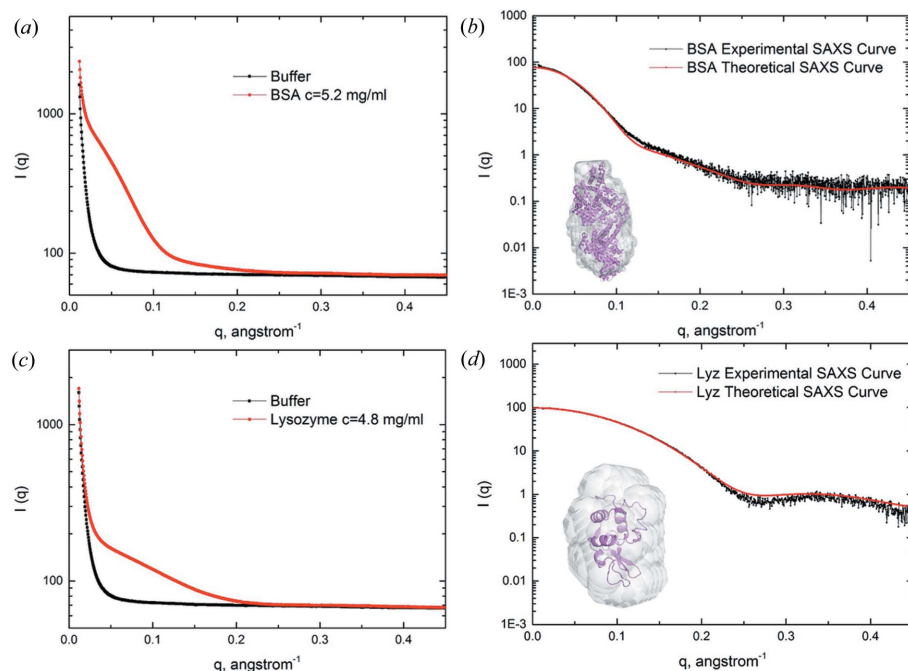 (a)
Buffer
BSA c=5.2 mg/ml
1000
100
I (q)
0.0 0.1 0.2 0.3 0.4
q, angstrom-1
(b)
BSA Experimental SAXS Curve
BSA Theoretical SAXS Curve
1000
100
10
1
0.1
0.01
1E-3
I (q)
0.0 0.1 0.2 0.3 0.4
q, angstrom-1
(c)
Buffer
Lysozyme c=4.8 mg/ml
1000
100
I (q)
0.0 0.1 0.2 0.3 0.4
q, angstrom-1
(d)
Lyz Experimental SAXS Curve
Lyz Theoretical SAXS Curve
1000
100
10
1
0.1
0.01
1E-3
I (q)
0.0 0.1 0.2 0.3 0.4
q, angstrom-1